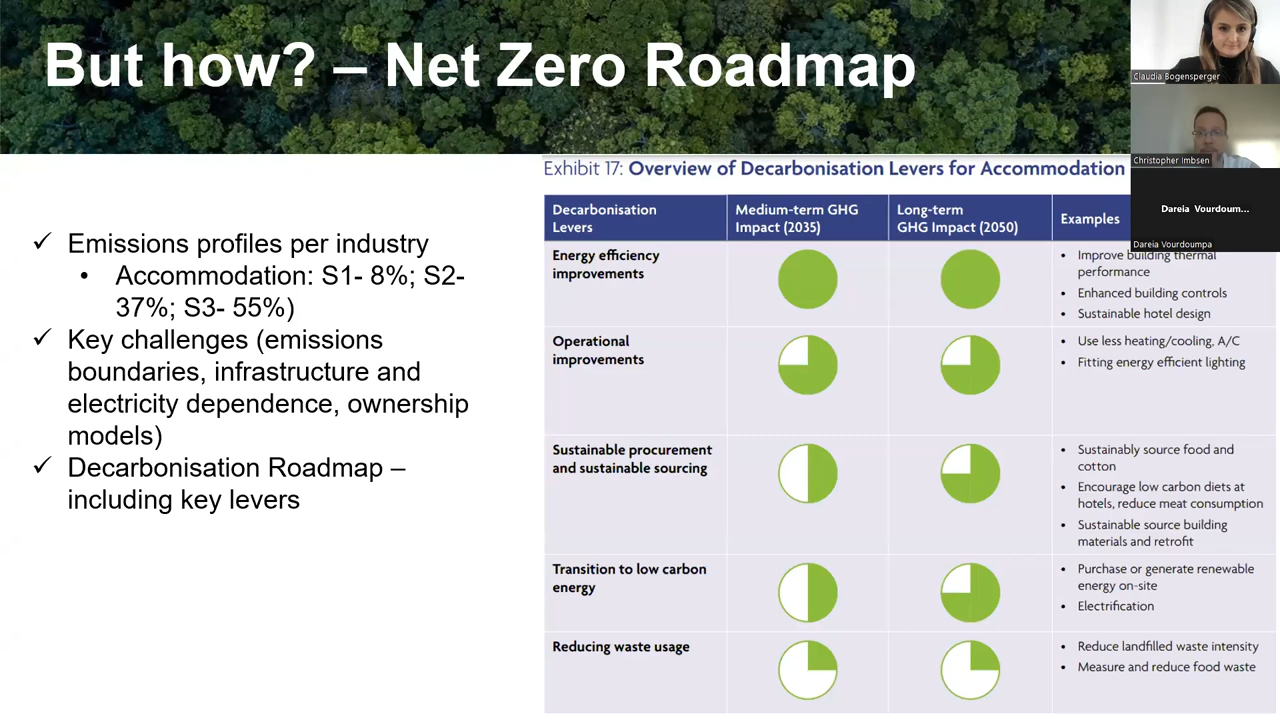 But how? – Net Zero Roadmap
Claudia Bogensperger
Christopher Imbsen
Dareia Vourdoum...
Dareia Vourdoumpa
✓ Emissions profiles per industry
• Accommodation: S1- 8%; S2-
37%; S3- 55%)
✓ Key challenges (emissions
boundaries, infrastructure and
electricity dependence, ownership
models)
✓ Decarbonisation Roadmap –
including key levers
Exhibit 17: Overview of Decarbonisation Levers for Accommodation
Decarbonisation
Levers
Medium-term GHG
Impact (2035)
Long-term
GHG Impact (2050)
Examples
Energy efficiency
improvements
• Improve building thermal
performance
• Enhanced building controls
• Sustainable hotel design
Operational
improvements
• Use less heating/cooling, A/C
• Fitting energy efficient lighting
Sustainable procurement
and sustainable sourcing
• Sustainably source food and
cotton
• Encourage low carbon diets at
hotels, reduce meat consumption
• Sustainable source building
materials and retrofit
Transition to low carbon
energy
• Purchase or generate renewable
energy on-site
• Electrification
Reducing waste usage
• Reduce landfilled waste intensity
• Measure and reduce food waste